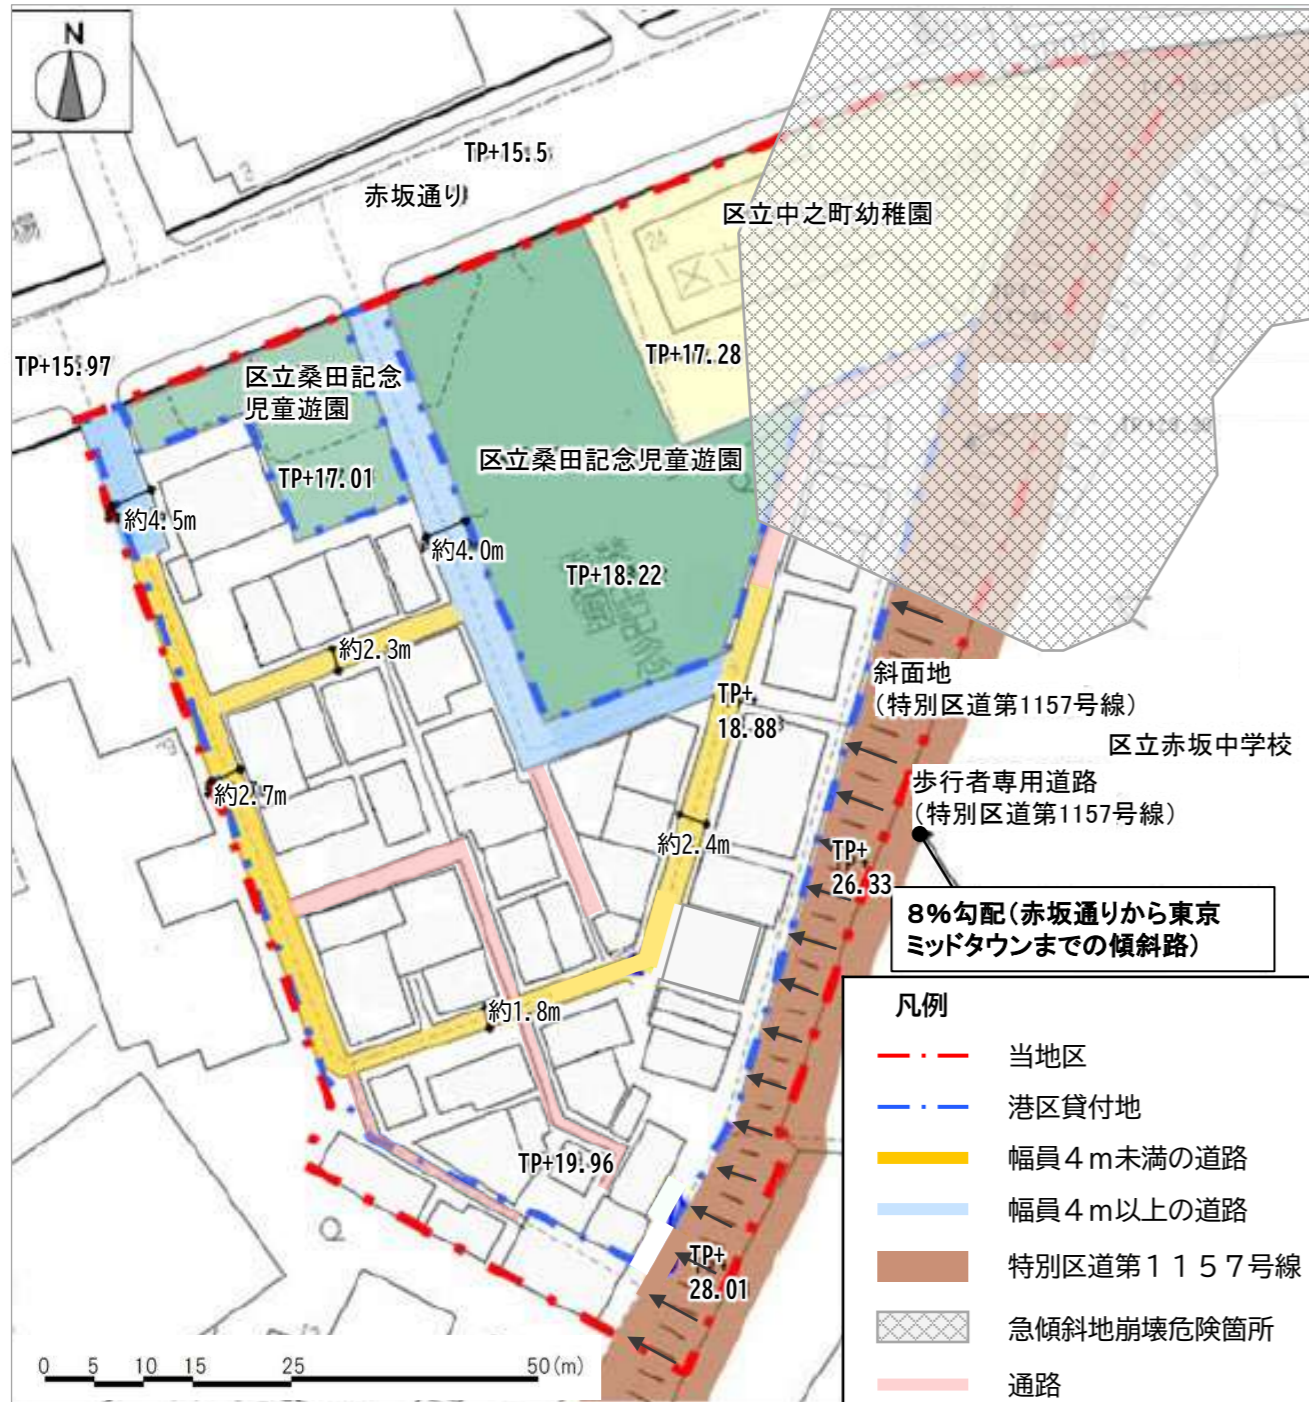 N
TP+15.5
赤坂通り
区立中之町幼稚園
24
TP+15.97
TP+17.28
区立桑田記念
児童遊園
TP+17.01
区立桑田記念児童遊園
約4.5m
約4.0m
TP+18.22
約2.3m
TP+
18.88
斜面地
(特別区道第1157号線)
区立赤坂中学校
歩行者専用道路
(特別区道第1157号線)
約2.7m
約2.4m
TP+
26.33
8%勾配(赤坂通りから東京
ミッドタウンまでの傾斜路)
約1.8m
TP+19.96
TP+
28.01
凡例
当地区
港区貸付地
幅員4m未満の道路
幅員4m以上の道路
特別区道第1157号線
急傾斜地崩壊危険箇所
通路
0 5 10 15 25 50(m)